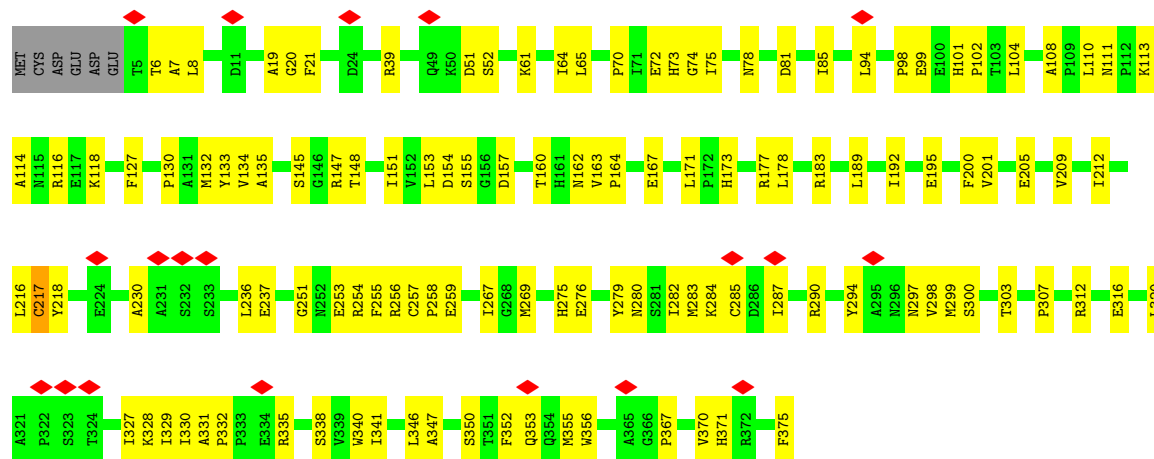 MET CYS ASP GLU ASP GLU T5 T6 A7 L8 D11 A19 G20 F21 D24 R39 Q49 K50 D51 S52 K61 I64 L65 P70 I71 E72 H73 G74 I75 N78 D81 I85 L94 P98 E99 E100 H101 P102 T103 L104 A108 P109 L110 N111 P112 K113
A114 N115 R116 E117 K118 F127 P130 A131 M132 Y133 V134 A135 S145 G146 R147 T148 I151 V152 L153 D154 S155 G156 D157 T160 H161 N162 V163 P164 E167 L171 P172 H173 R177 L178 R183 L189 I192 E195 F200 V201 E205 V209 I212
L216 C217 Y218 E224 A230 A231 S232 S233 L236 E237 G251 N252 E253 R254 F255 R256 C257 P258 E259 I267 G268 M269 H275 E276 Y279 N280 S281 I282 M283 K284 C285 D286 I287 R290 Y294 A295 N296 N297 V298 M299 S300 T303 P307 R312 E316
A321 P322 S323 T324 I327 K328 I329 I330 A331 P332 P333 E334 R335 S338 V339 W340 I341 L346 A347 S350 T351 F352 Q353 Q354 M355 W356 A365 G366 P367 V370 H371 R372 F375